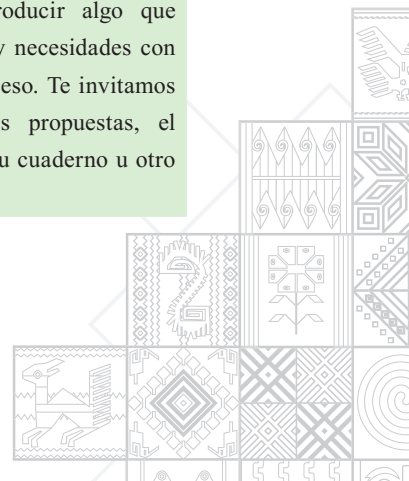 roducir algo que
y necesidades con
eso. Te invitamos
s propuestas, el
u cuaderno u otro